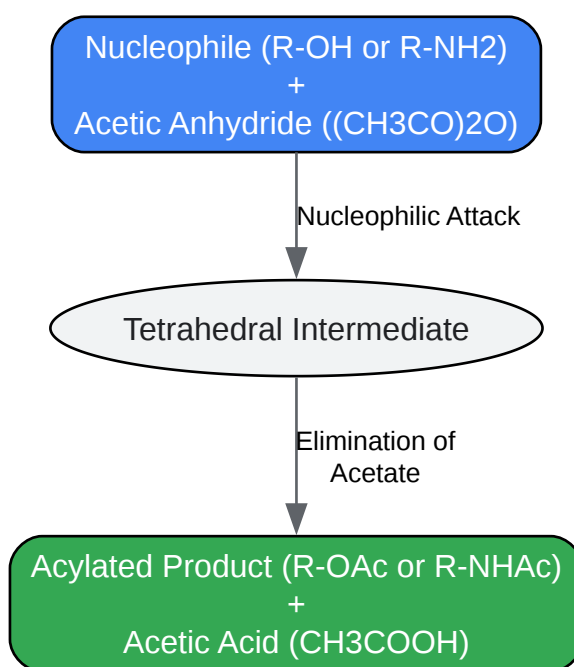 Nucleophile (R-OH or R-NH2)
+
Acetic Anhydride ((CH3CO)2O)
Nucleophilic Attack
Tetrahedral Intermediate
Elimination of
Acetate
Acylated Product (R-OAc or R-NHAc)
+
Acetic Acid (CH3COOH)